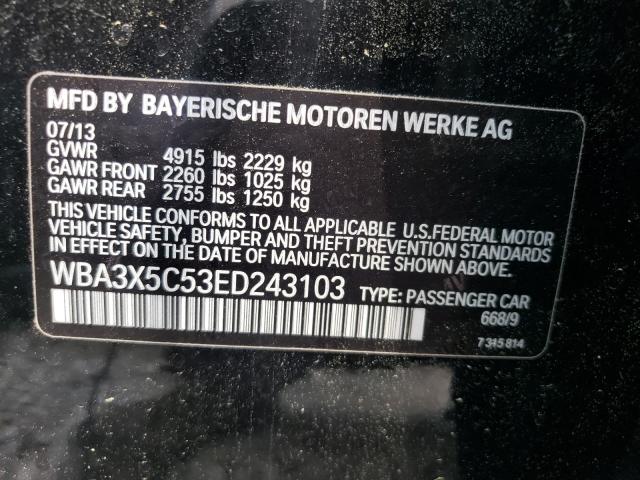 MFD BY BAYERISCHE MOTOREN WERKE AG
07/13
GVWR 4915 lbs 2229 kg
GAWR FRONT 2260 lbs 1025 kg
GAWR REAR 2755 lbs 1250 kg
THIS VEHICLE CONFORMS TO ALL APPLICABLE U.S.FEDERAL MOTOR
VEHICLE SAFETY, BUMPER AND THEFT PREVENTION STANDARDS
IN EFFECT ON THE DATE OF MANUFACTURE SHOWN ABOVE.
WBA3X5C53ED243103 TYPE: PASSENGER CAR
668/9
7 345 814